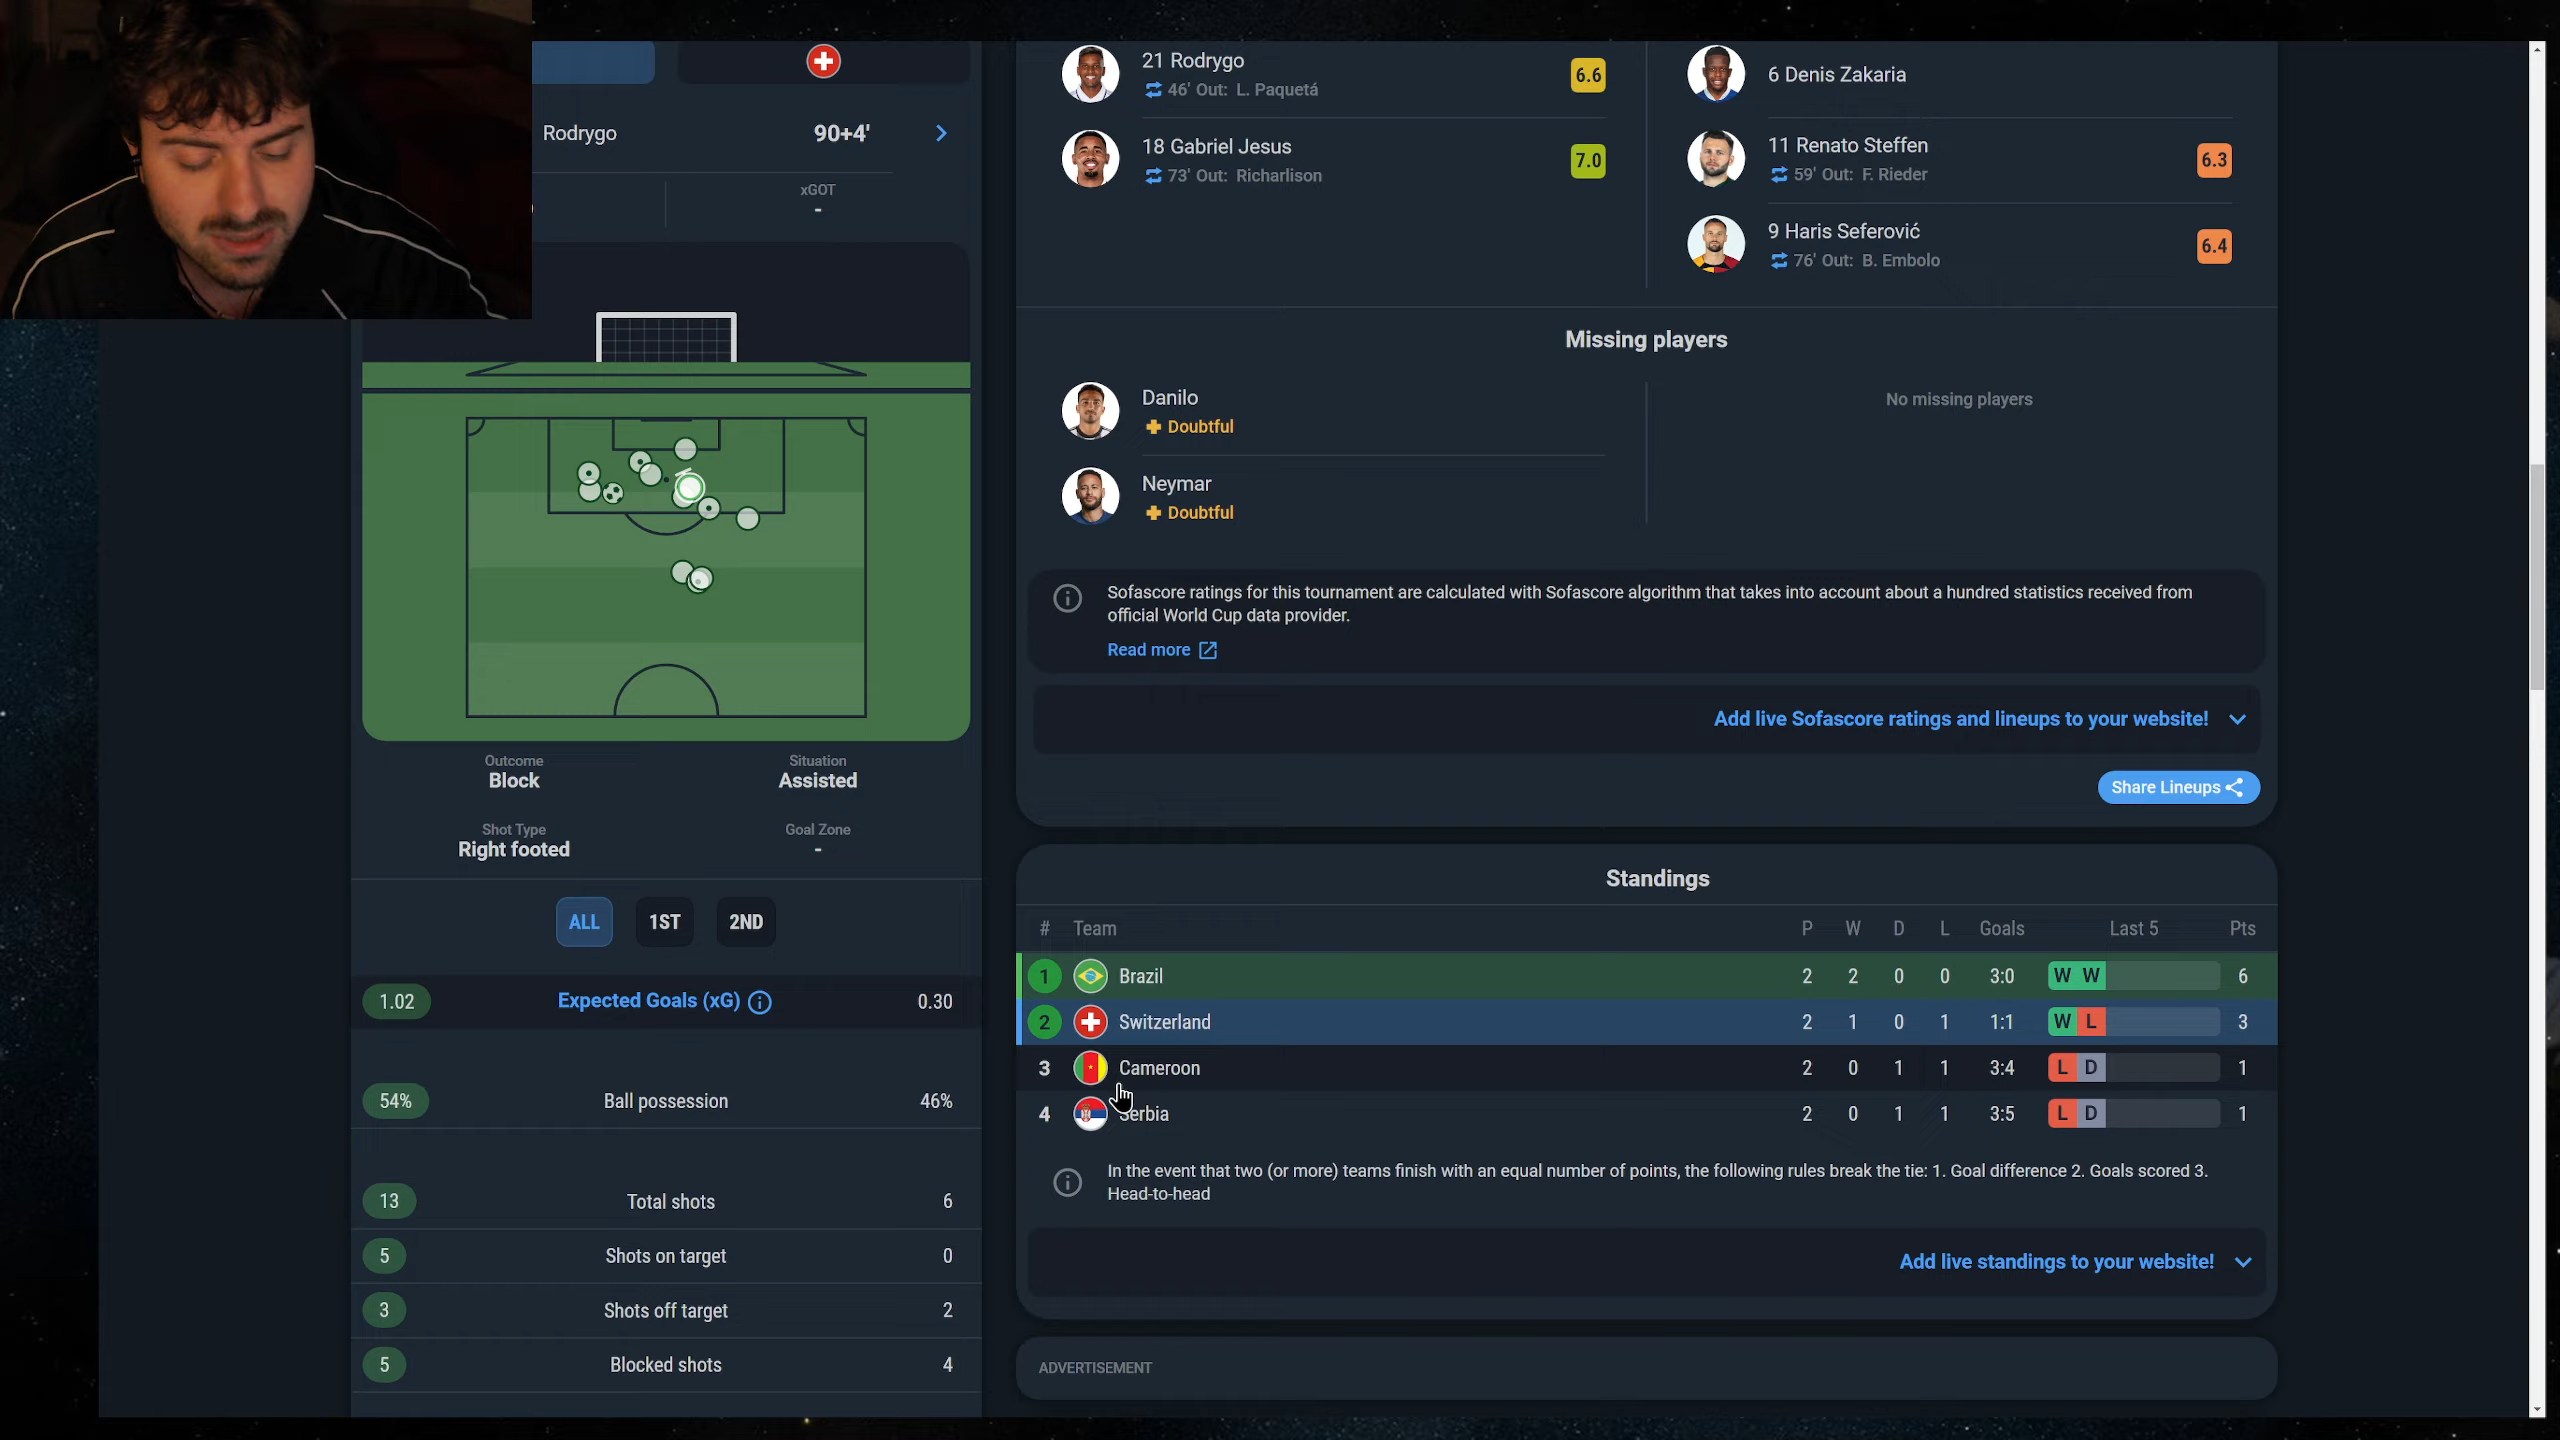 Rodrygo 90+4'
xGOT
-
Outcome
Block
Situation
Assisted
Shot Type
Right footed
Goal Zone
-
ALL 1ST 2ND
1.02 Expected Goals (xG) 0.30
54% Ball possession 46%
13 Total shots 6
5 Shots on target 0
3 Shots off target 2
5 Blocked shots 4
21 Rodrygo
46' Out: L. Paquetá
6.6
18 Gabriel Jesus
73' Out: Richarlison
7.0
6 Denis Zakaria
11 Renato Steffen
59' Out: F. Rieder
6.3
9 Haris Seferović
76' Out: B. Embolo
6.4
Missing players
Danilo
Doubtful
Neymar
Doubtful
No missing players
Sofascore ratings for this tournament are calculated with Sofascore algorithm that takes into account about a hundred statistics received from
official World Cup data provider.
Read more
Add live Sofascore ratings and lineups to your website!
Share Lineups
Standings
# Team P W D L Goals Last 5 Pts
1 Brazil 2 2 0 0 3:0 W W 6
2 Switzerland 2 1 0 1 1:1 W L 3
3 Cameroon 2 0 1 1 3:4 L D 1
4 Serbia 2 0 1 1 3:5 L D 1
In the event that two (or more) teams finish with an equal number of points, the following rules break the tie: 1. Goal difference 2. Goals scored 3.
Head-to-head
Add live standings to your website!
ADVERTISEMENT